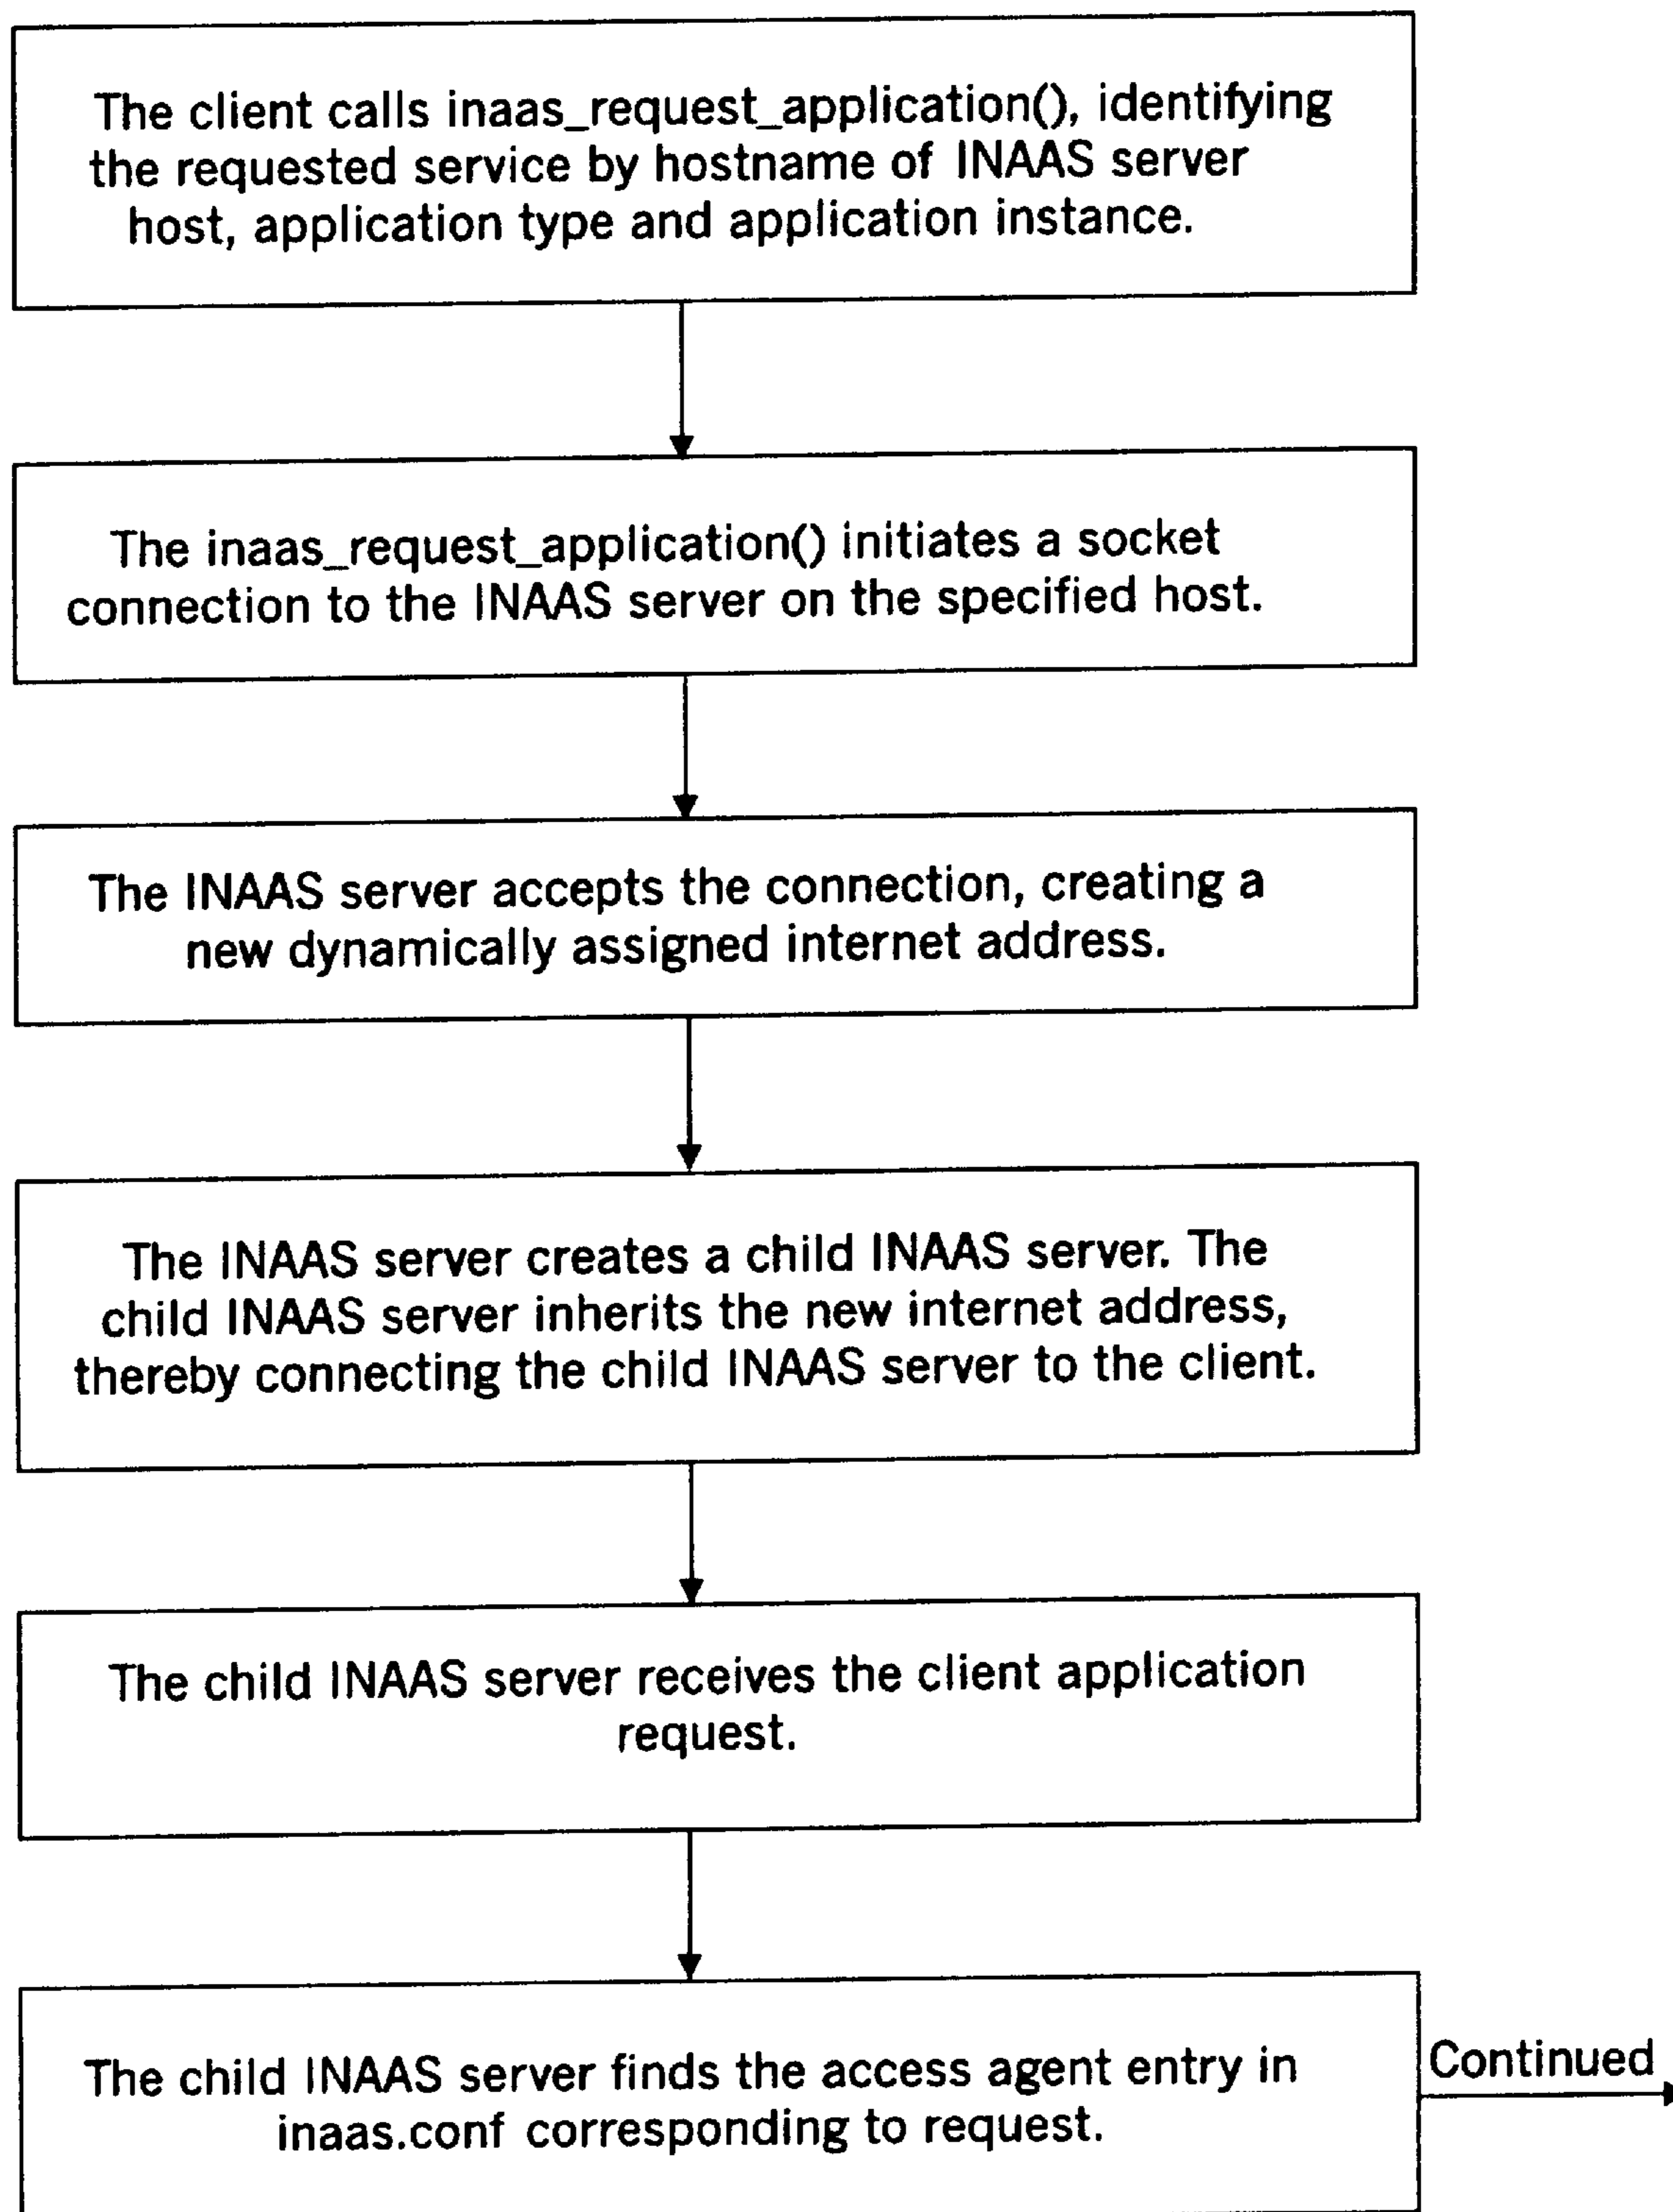 The client calls inaas_request_application(), identifying
the requested service by hostname of INAAS server
host, application type and application instance.
The inaas_request_application() initiates a socket
connection to the INAAS server on the specified host.
The INAAS server accepts the connection, creating a
new dynamically assigned internet address.
The INAAS server creates a child INAAS server. The
child INAAS server inherits the new internet address,
thereby connecting the child INAAS server to the client.
The child INAAS server receives the client application
request.
The child INAAS server finds the access agent entry in
inaas.conf corresponding to request.
Continued